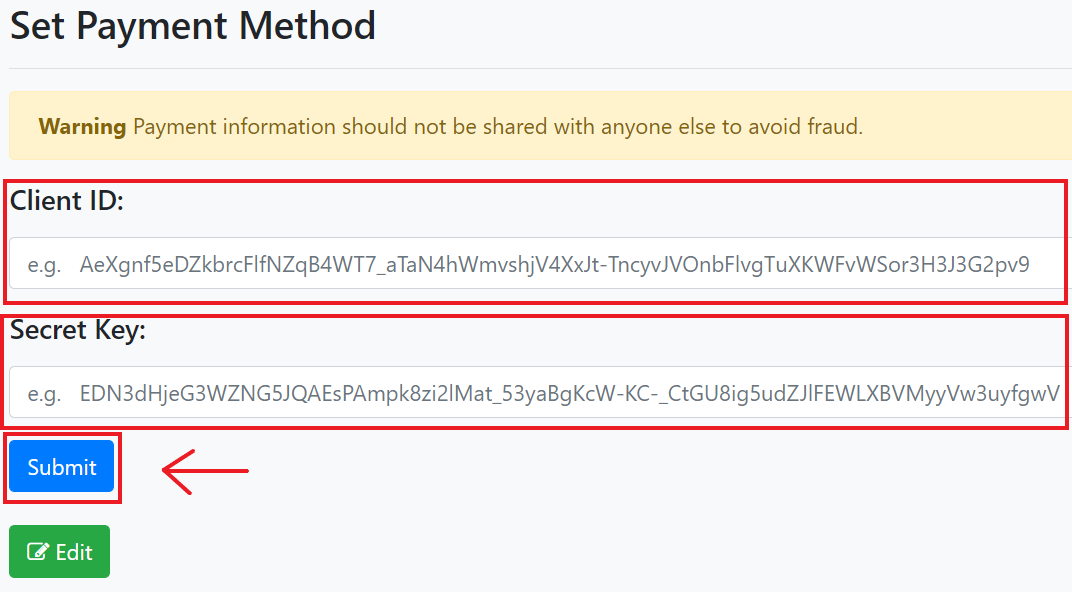 Set Payment Method
Warning Payment information should not be shared with anyone else to avoid fraud.
Client ID:
e.g. AeXgnf5eDZkbrcFlfNZqB4WT7_aTaN4hWmvshjV4XxJt-TncyvJVOnbFlvgTuXKWFvWSor3H3J3G2pv9
Secret Key:
e.g. EDN3dHjeG3WZNG5JQAEsPAmpk8zi2lMat_53yaBgKcW-KC-_CtGU8ig5udZJlFEWLXBVMyyVw3uyfgwV
Submit
Edit